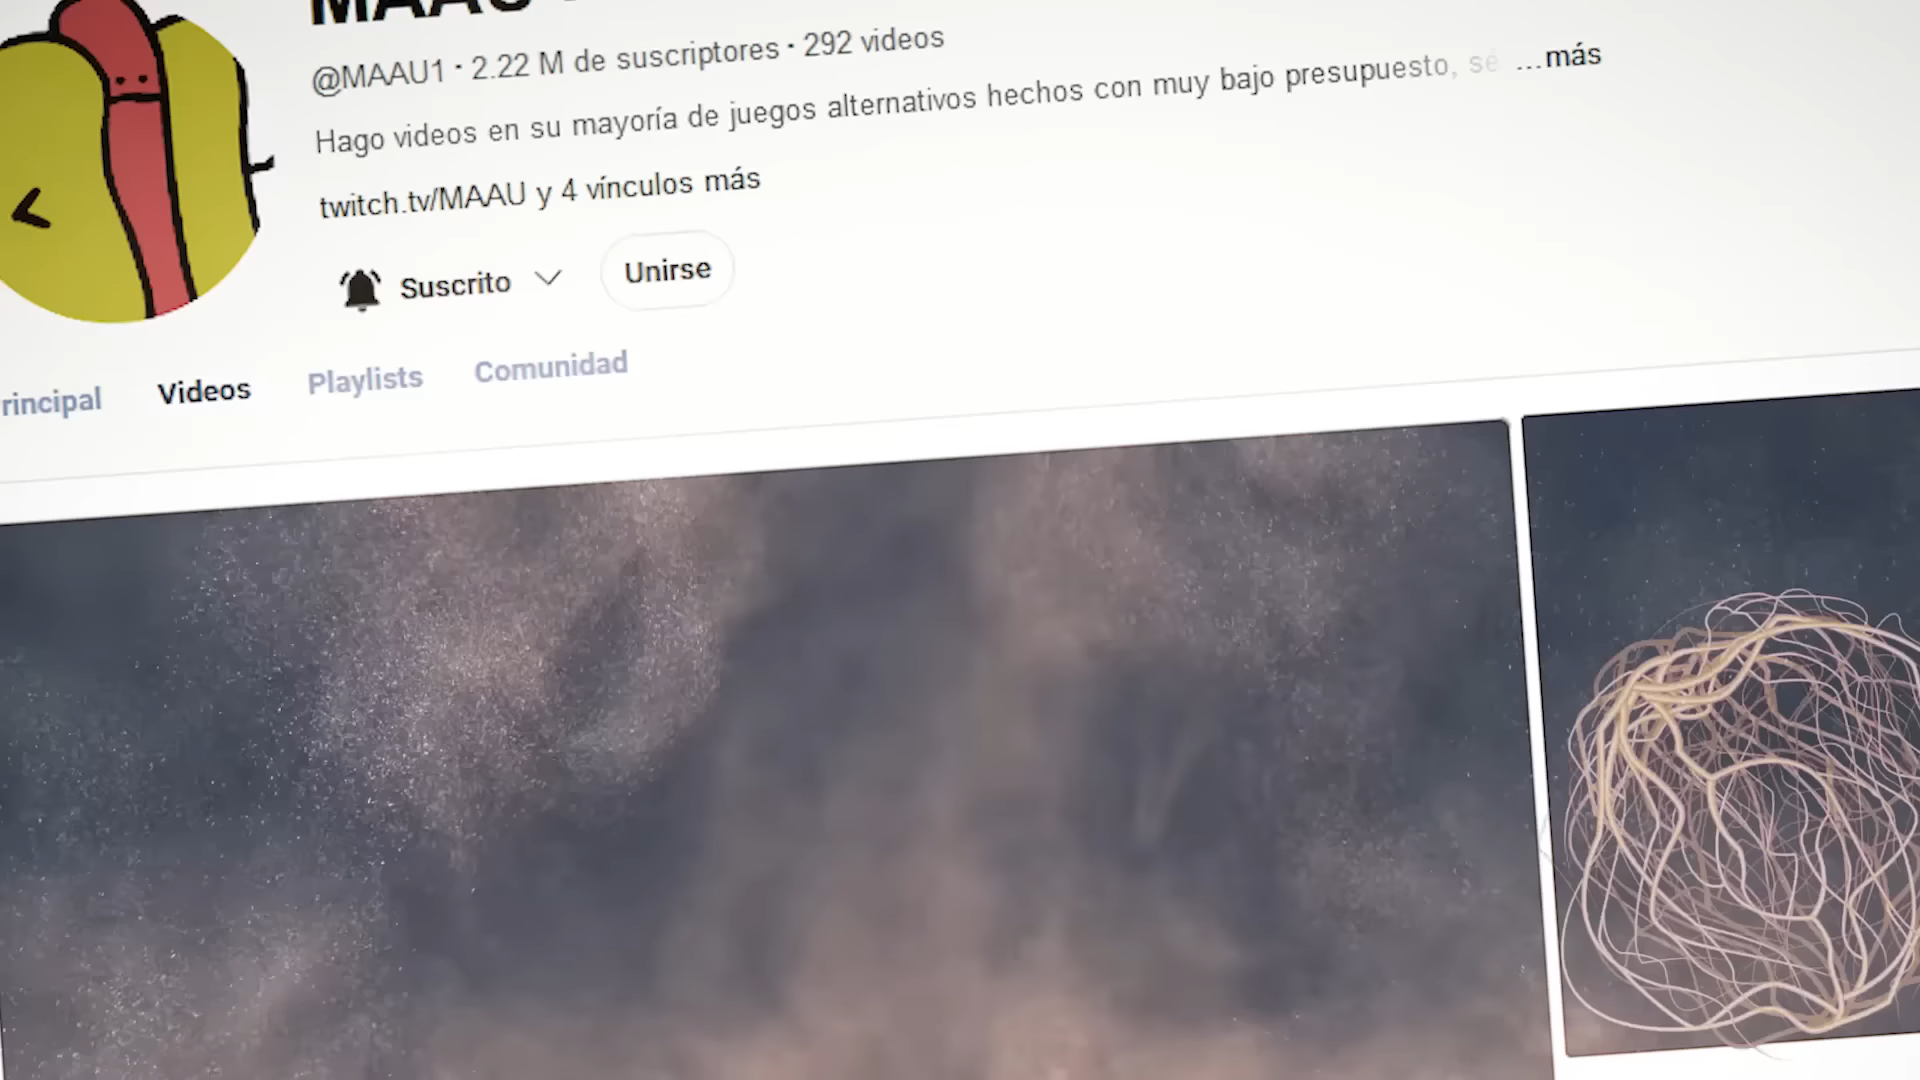 MAAU
@MAAU1 · 2.22 M de suscriptores · 292 videos
Hago videos en su mayoría de juegos alternativos hechos con muy bajo presupuesto, sé ...más
twitch.tv/MAAU y 4 vínculos más
Suscrito
Unirse
rincipal Videos Playlists Comunidad